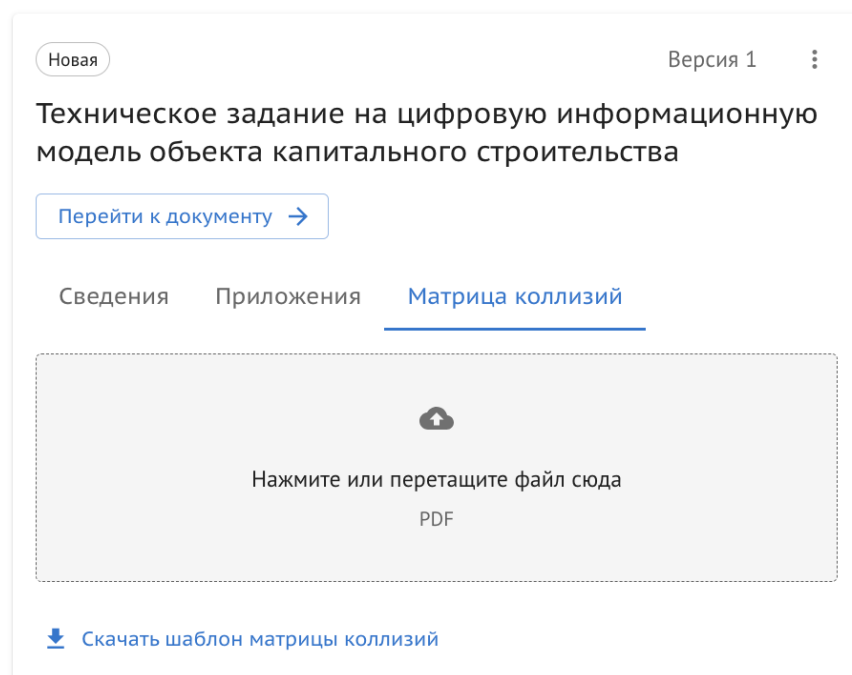 Новая
Версия 1
Техническое задание на цифровую информационную
модель объекта капитального строительства
Перейти к документу
Сведения
Приложения
Матрица коллизий
Нажмите или перетащите файл сюда
PDF
Скачать шаблон матрицы коллизий